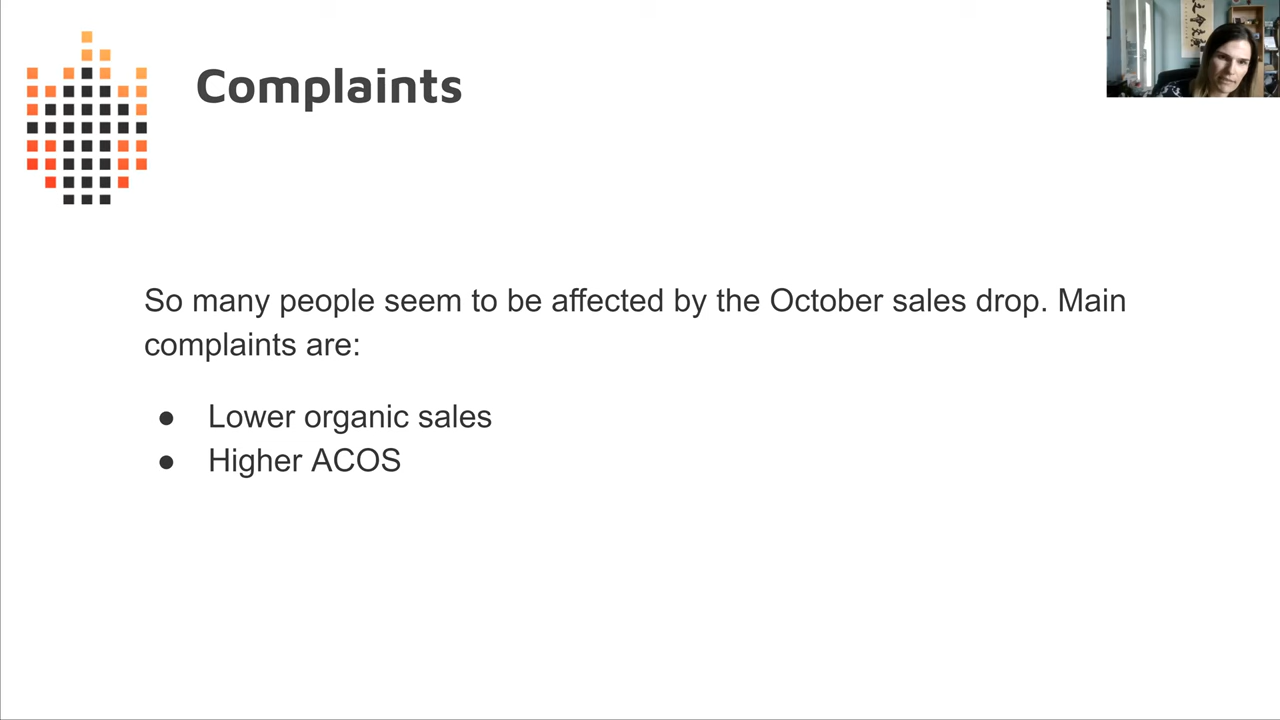 Complaints
So many people seem to be affected by the October sales drop. Main
complaints are:
● Lower organic sales
● Higher ACOS